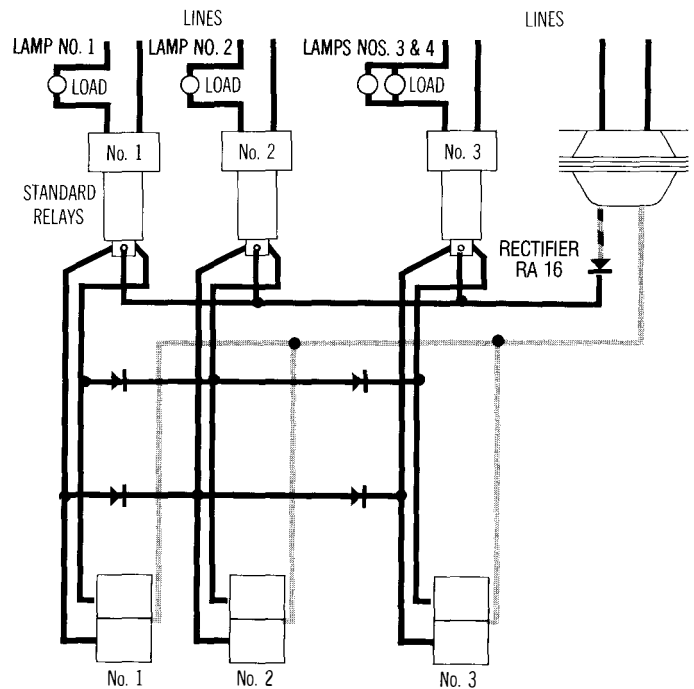 LINES
LINES
LAMP NO. 1
LAMP NO. 2
LAMPS NOS. 3 & 4
LOAD
LOAD
LOAD
No. 1
No. 2
No. 3
STANDARD
RELAYS
RECTIFIER
RA 16
No. 1
No. 2
No. 3